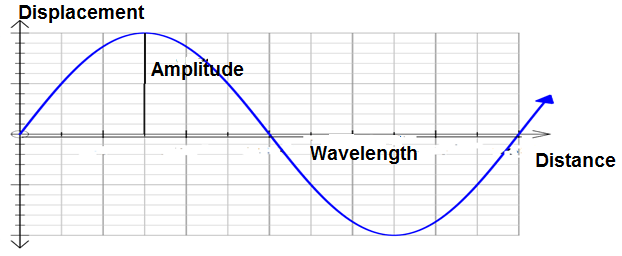 Displacement
Amplitude
Wavelength
Distance